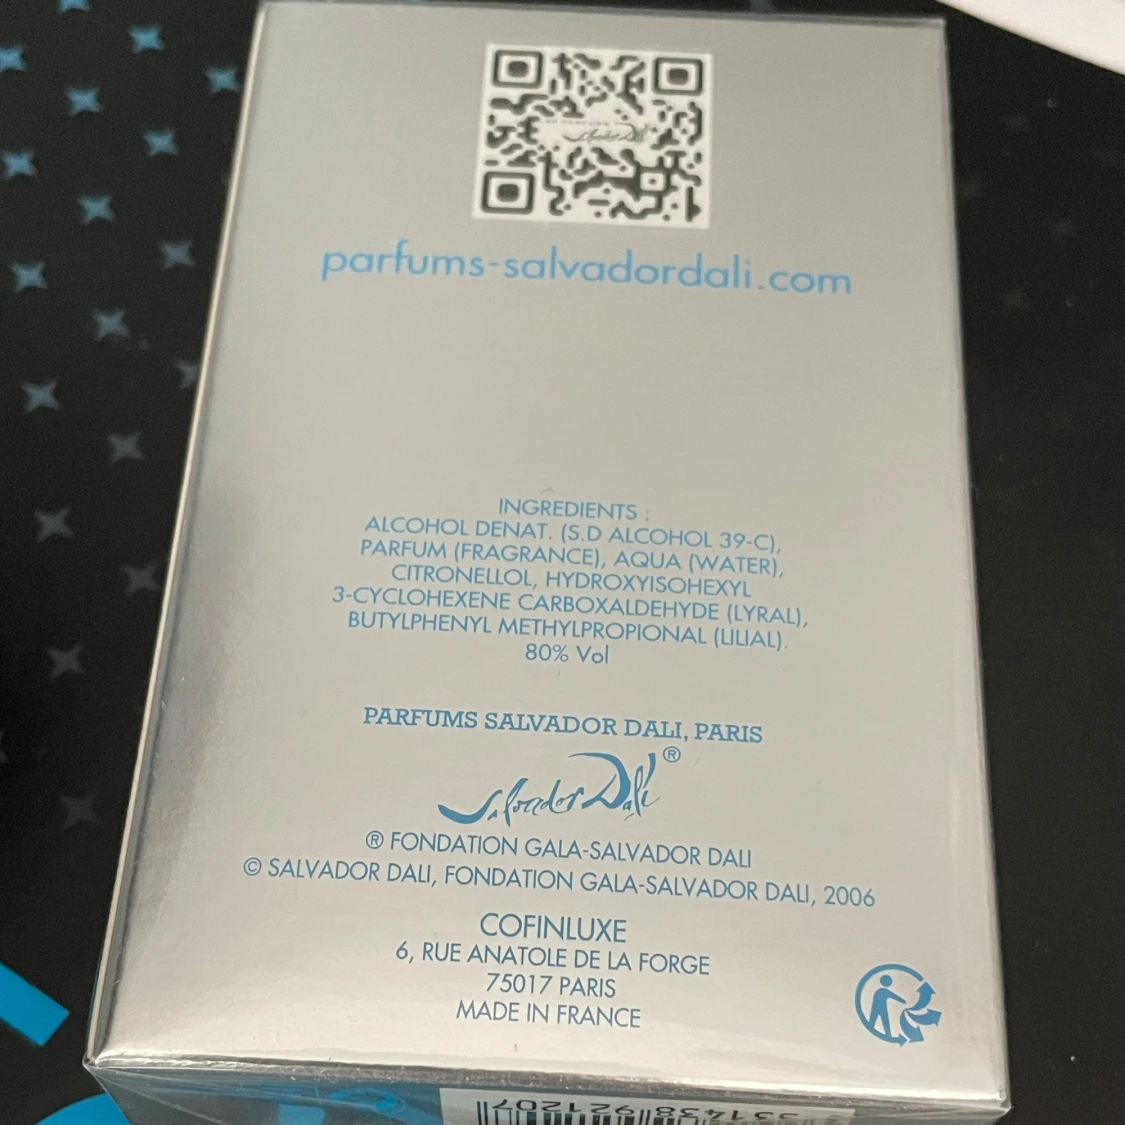 parfums-salvadordali.com
INGREDIENTS :
ALCOHOL DENAT. (S.D ALCOHOL 39-C),
PARFUM (FRAGRANCE), AQUA (WATER),
CITRONELLOL, HYDROXYISOHEXYL
3-CYCLOHEXENE CARBOXALDEHYDE (LYRAL),
BUTYLPHENYL METHYLPROPIONAL (LILIAL).
80% Vol
PARFUMS SALVADOR DALI, PARIS
Salvador Dalí ®
® FONDATION GALA-SALVADOR DALI
© SALVADOR DALI, FONDATION GALA-SALVADOR DALI, 2006
COFINLUXE
6, RUE ANATOLE DE LA FORGE
75017 PARIS
MADE IN FRANCE